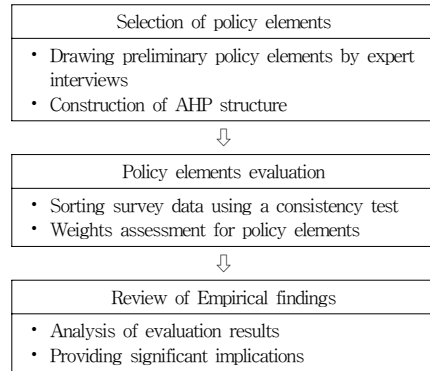 Selection of policy elements
• Drawing preliminary policy elements by expert
interviews
• Construction of AHP structure
⇩
Policy elements evaluation
• Sorting survey data using a consistency test
• Weights assessment for policy elements
⇩
Review of Empirical findings
• Analysis of evaluation results
• Providing significant implications